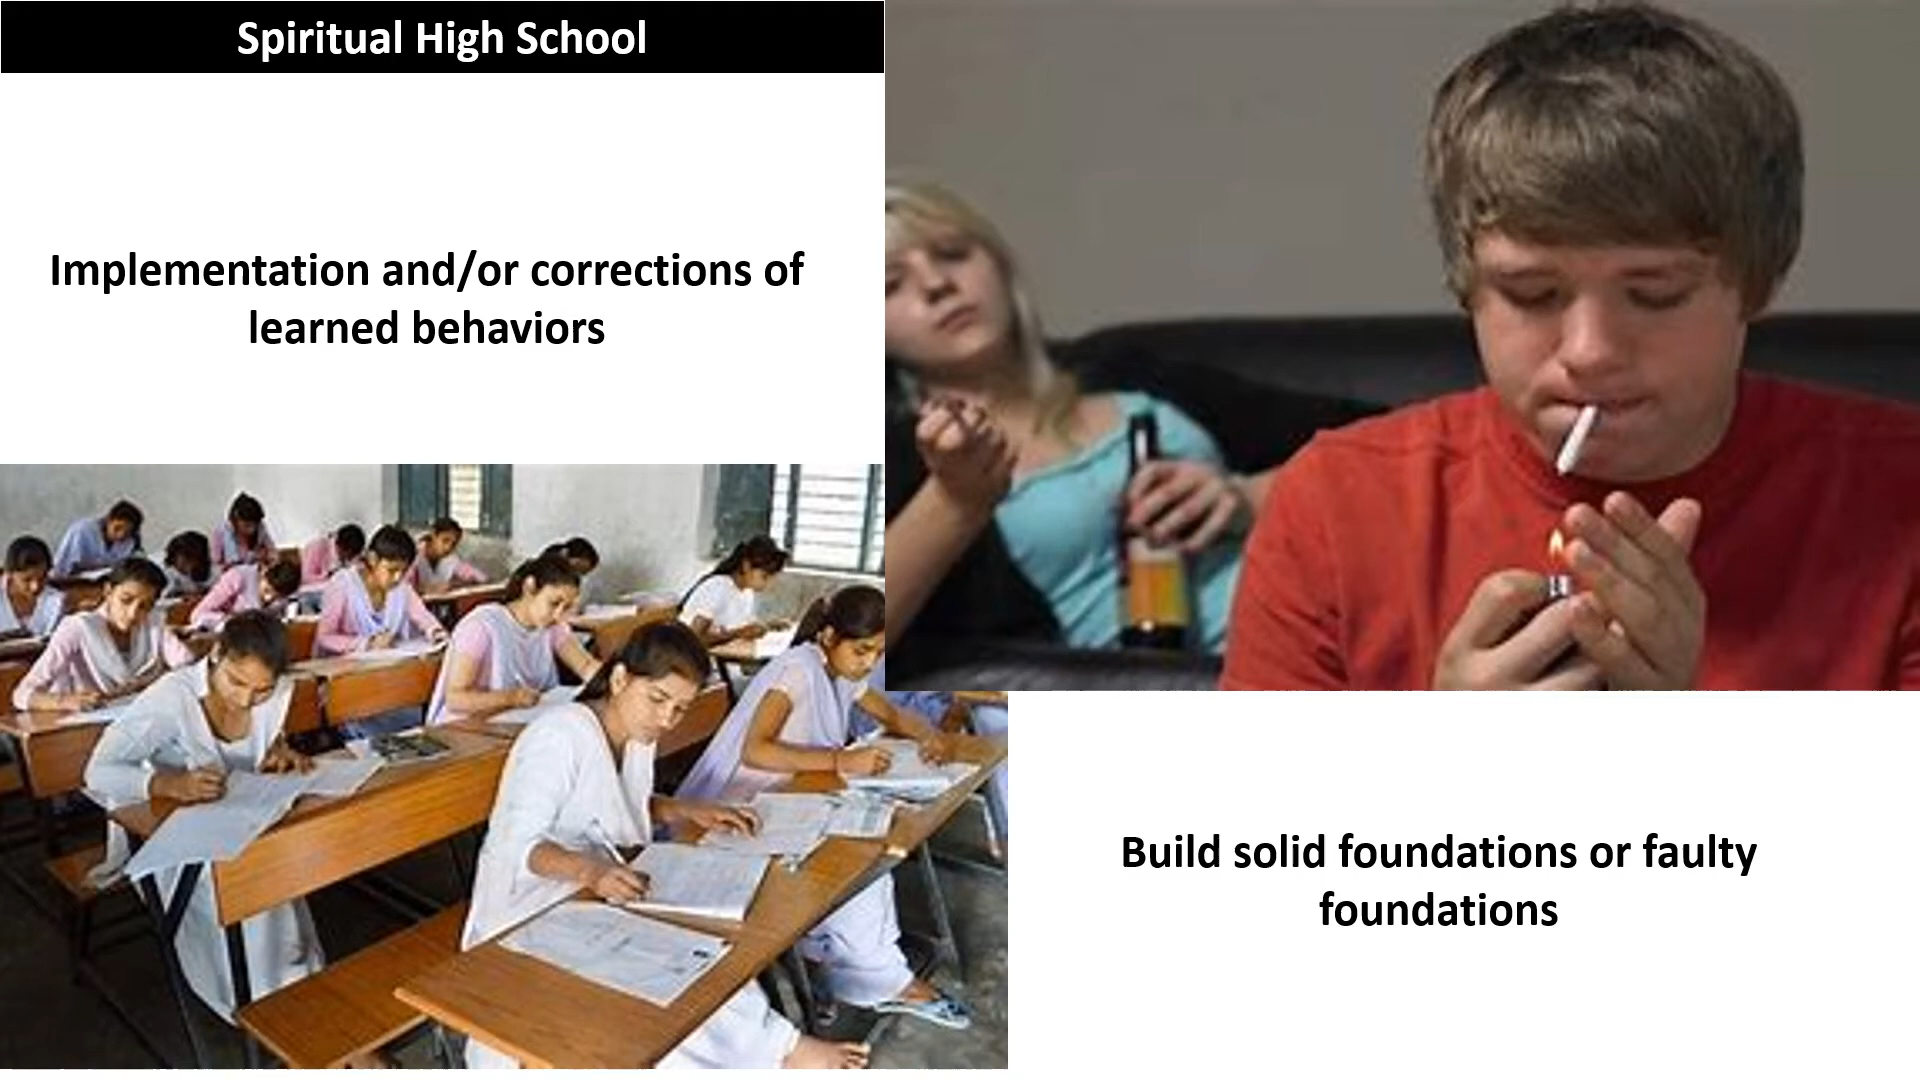 Spiritual High School
Implementation and/or corrections of
learned behaviors
Build solid foundations or faulty
foundations